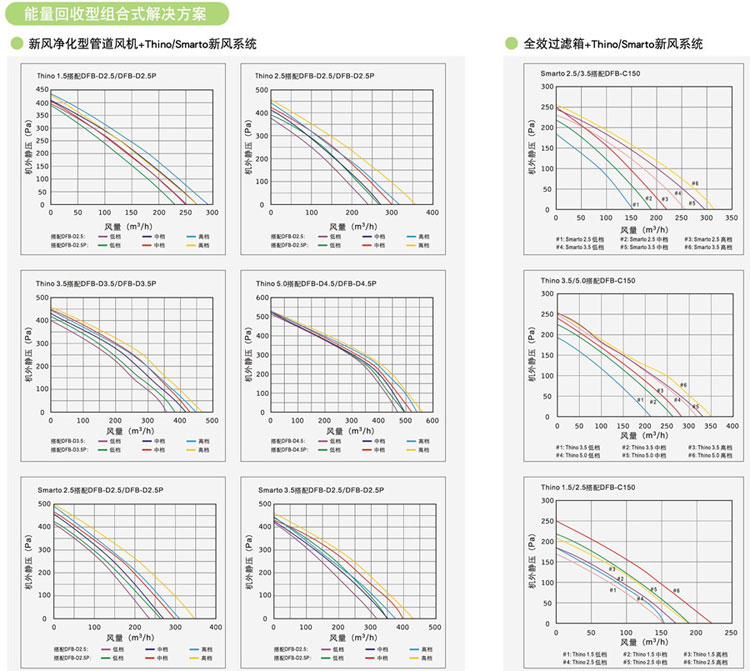 能量回收型组合式解决方案
新风净化型管道风机+Thino/Smarto新风系统
Thino 1.5搭配DFB-D2.5/DFB-D2.5P
机外静压（Pa）
450
400
350
300
250
200
150
100
50
0
0 50 100 150 200 250 300
风量（m³/h）
搭配DFB-D2.5: 低档 中档 高档
搭配DFB-D2.5P: 低档 中档 高档
Thino 2.5搭配DFB-D2.5/DFB-D2.5P
机外静压（Pa）
500
400
300
200
100
0
0 100 200 300 400
风量（m³/h）
搭配DFB-D2.5: 低档 中档 高档
搭配DFB-D2.5P: 低档 中档 高档
Thino 3.5搭配DFB-D3.5/DFB-D3.5P
机外静压（Pa）
500
400
300
200
100
0
0 100 200 300 400 500
风量（m³/h）
搭配DFB-D3.5: 低档 中档 高档
搭配DFB-D3.5P: 低档 中档 高档
Thino 5.0搭配DFB-D4.5/DFB-D4.5P
机外静压（Pa）
600
500
400
300
200
100
0
0 100 200 300 400 500 600
风量（m³/h）
搭配DFB-D4.5: 低档 中档 高档
搭配DFB-D4.5P: 低档 中档 高档
Smarto 2.5搭配DFB-D2.5/DFB-D2.5P
机外静压（Pa）
500
400
300
200
100
0
0 50 100 150 200 250 300 350 400
风量（m³/h）
搭配DFB-D2.5: 低档 中档 高档
搭配DFB-D2.5P: 低档 中档 高档
Smarto 3.5搭配DFB-D2.5/DFB-D2.5P
机外静压（Pa）
500
400
300
200
100
0
0 100 200 300 400 500
风量（m³/h）
搭配DFB-D2.5: 低档 中档 高档
搭配DFB-D2.5P: 低档 中档 高档
全效过滤箱+Thino/Smarto新风系统
Smarto 2.5/3.5搭配DFB-C150
机外静压（Pa）
300
250
200
150
100
50
0
#6
#4
#1 #2 #3 #5
0 50 100 150 200 250 300 350
风量（m³/h）
#1: Smarto 2.5 低档 #2: Smarto 2.5 中档 #3: Smarto 2.5 高档
#4: Smarto 3.5 低档 #5: Smarto 3.5 中档 #6: Smarto 3.5 高档
Thino 3.5/5.0搭配DFB-C150
机外静压（Pa）
300
250
200
150
100
50
0
#6
#3
#1 #2 #4 #5
0 50 100 150 200 250 300 350 400
风量（m³/h）
#1: Thino 3.5 低档 #2: Thino 3.5 中档 #3: Thino 3.5 高档
#4: Thino 5.0 低档 #5: Thino 5.0 中档 #6: Thino 5.0 高档
Thino 1.5/2.5搭配DFB-C150
机外静压（Pa）
300
250
200
150
100
50
0
#3
#2
#1 #5 #6
#4
0 50 100 150 200 250
风量（m³/h）
#1: Thino 1.5 低档 #2: Thino 1.5 中档 #3: Thino 1.5 高档
#4: Thino 2.5 低档 #5: Thino 2.5 中档 #6: Thino 2.5 高档